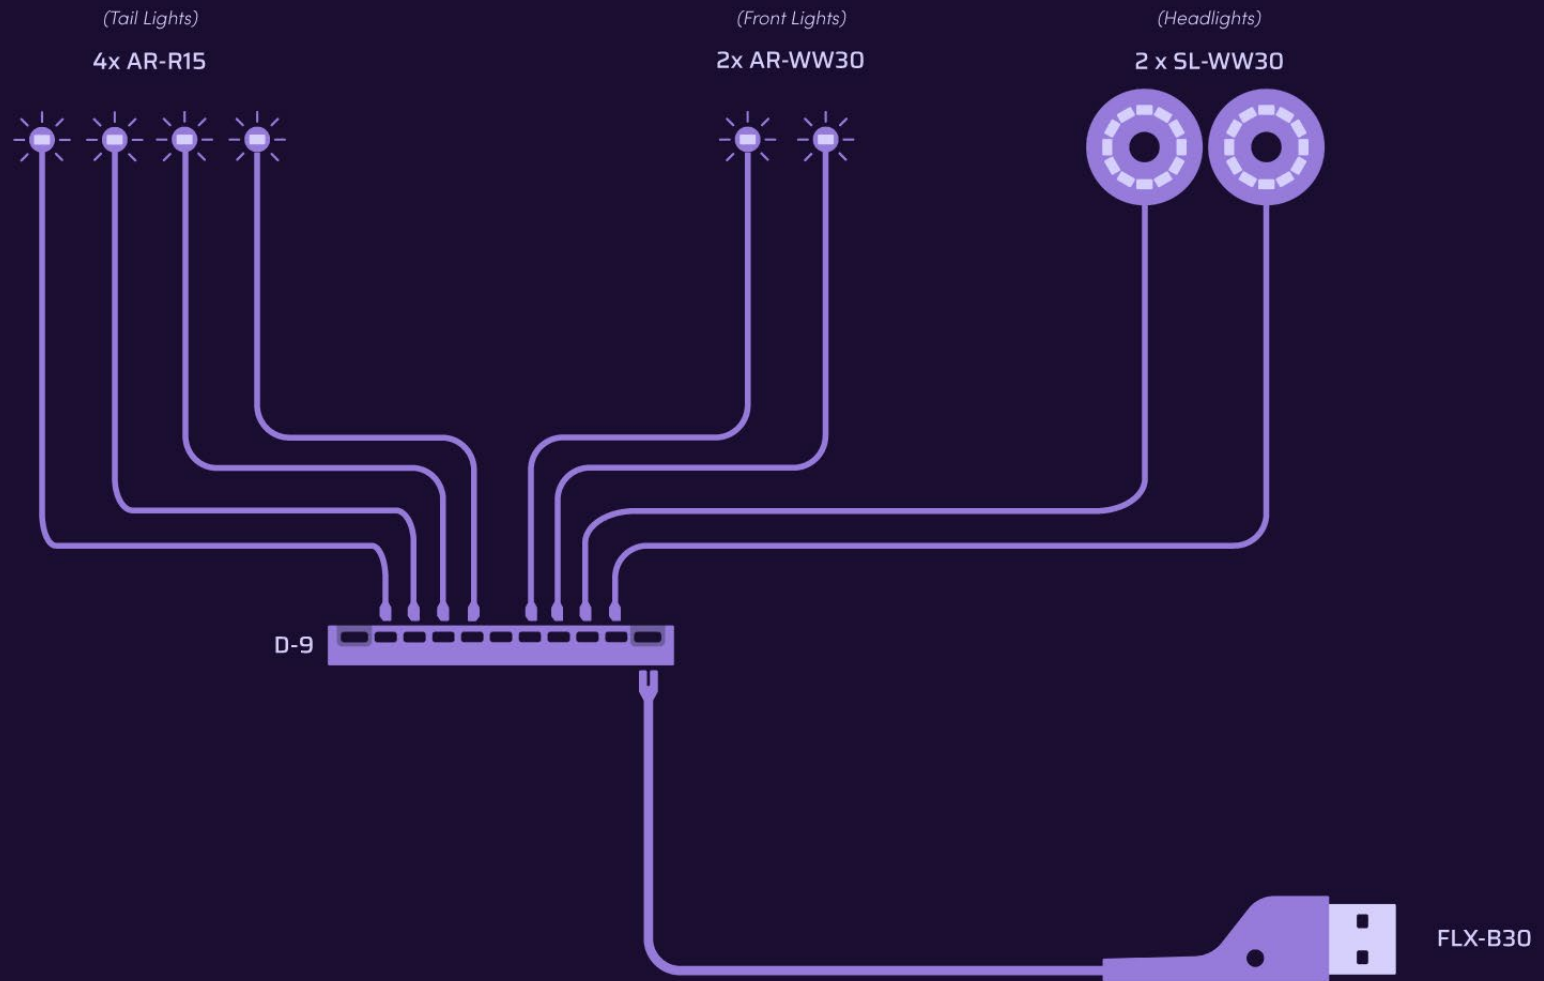 (Tail Lights)
4x AR-R15
(Front Lights)
2x AR-WW30
(Headlights)
2 x SL-WW30
D-9
FLX-B30